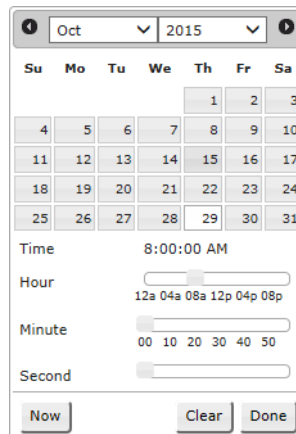 Oct 2015
Su Mo Tu We Th Fr Sa
1 2 3
4 5 6 7 8 9 10
11 12 13 14 15 16 17
18 19 20 21 22 23 24
25 26 27 28 29 30 31
Time 8:00:00 AM
Hour
12a 04a 08a 12p 04p 08p
Minute
00 10 20 30 40 50
Second
Now Clear Done